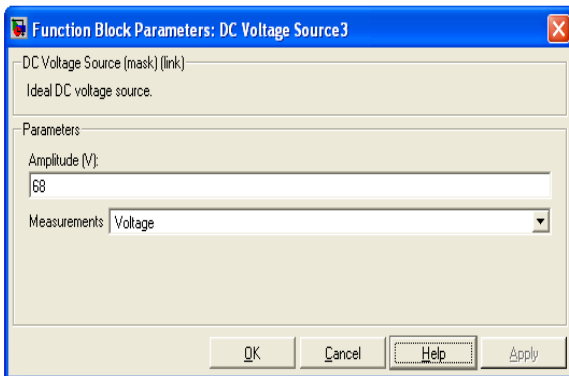 Function Block Parameters: DC Voltage Source3
DC Voltage Source (mask) (link)
Ideal DC voltage source.
Parameters
Amplitude (V):
68
Measurements Voltage
OK Cancel Help Apply